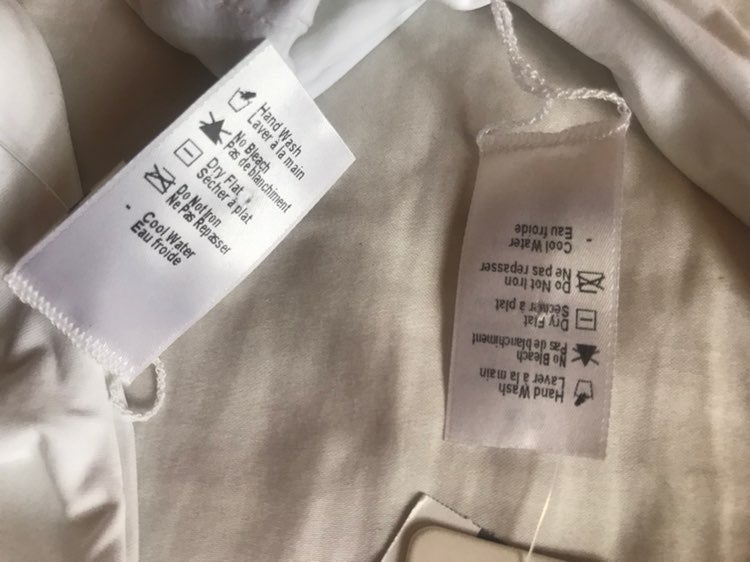 Hand Wash
Laver à la main
No Bleach
Pas de blanchiment
Dry Flat
Sécher à plat
Do Not Iron
Ne Pas Repasser
- Cool Water
Eau froide
Hand Wash
Laver à la main
No Bleach
Pas de blanchiment
Dry Flat
Sécher à plat
Do Not Iron
Ne pas repasser
- Cool Water
Eau froide